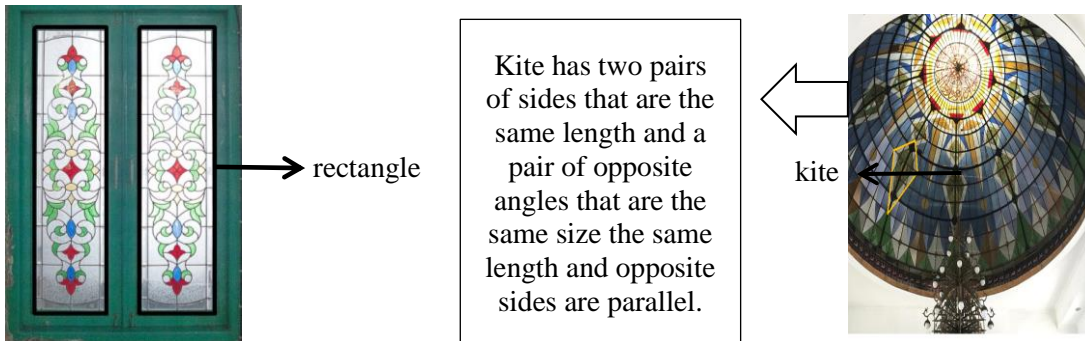 rectangle
Kite has two pairs
of sides that are the
same length and a
pair of opposite
angles that are the
same size the same
length and opposite
sides are parallel.
kite